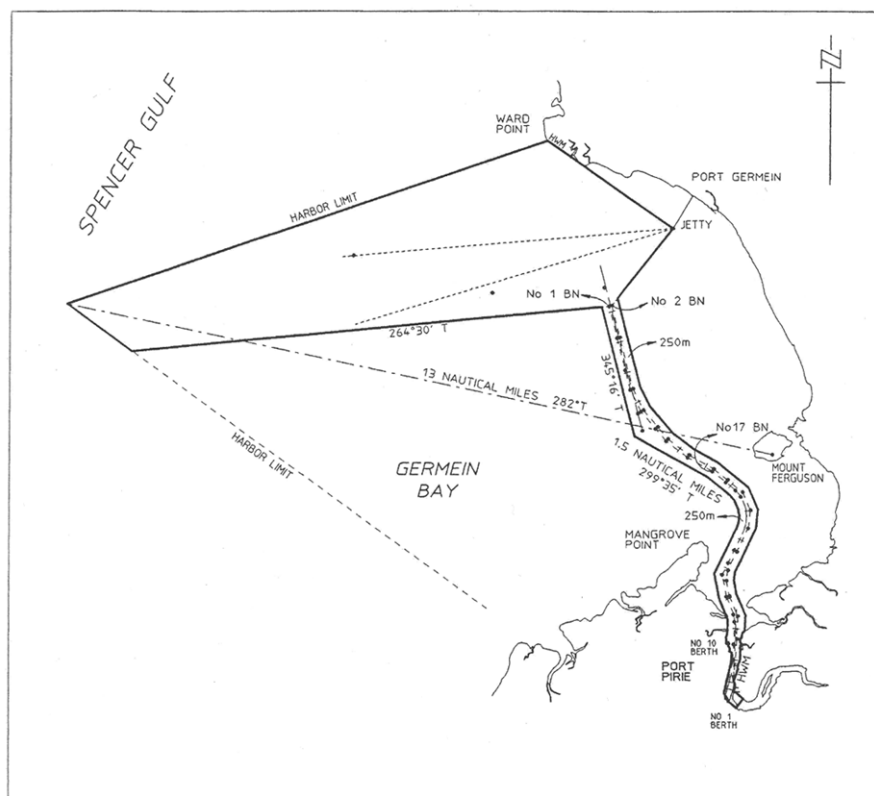 N
SPENCER GULF
WARD
POINT
HWM
PORT GERMEIN
HARBOR LIMIT
JETTY
No 1 BN
No 2 BN
264°30' T
250m
345°16' T
13 NAUTICAL MILES 282°T
No17 BN
HARBOR LIMIT
1.5 NAUTICAL MILES
299°35' T
MOUNT
FERGUSON
GERMEIN
BAY
250m
MANGROVE
POINT
NO 10
BERTH
PORT
PIRIE
HWM
NO 1
BERTH